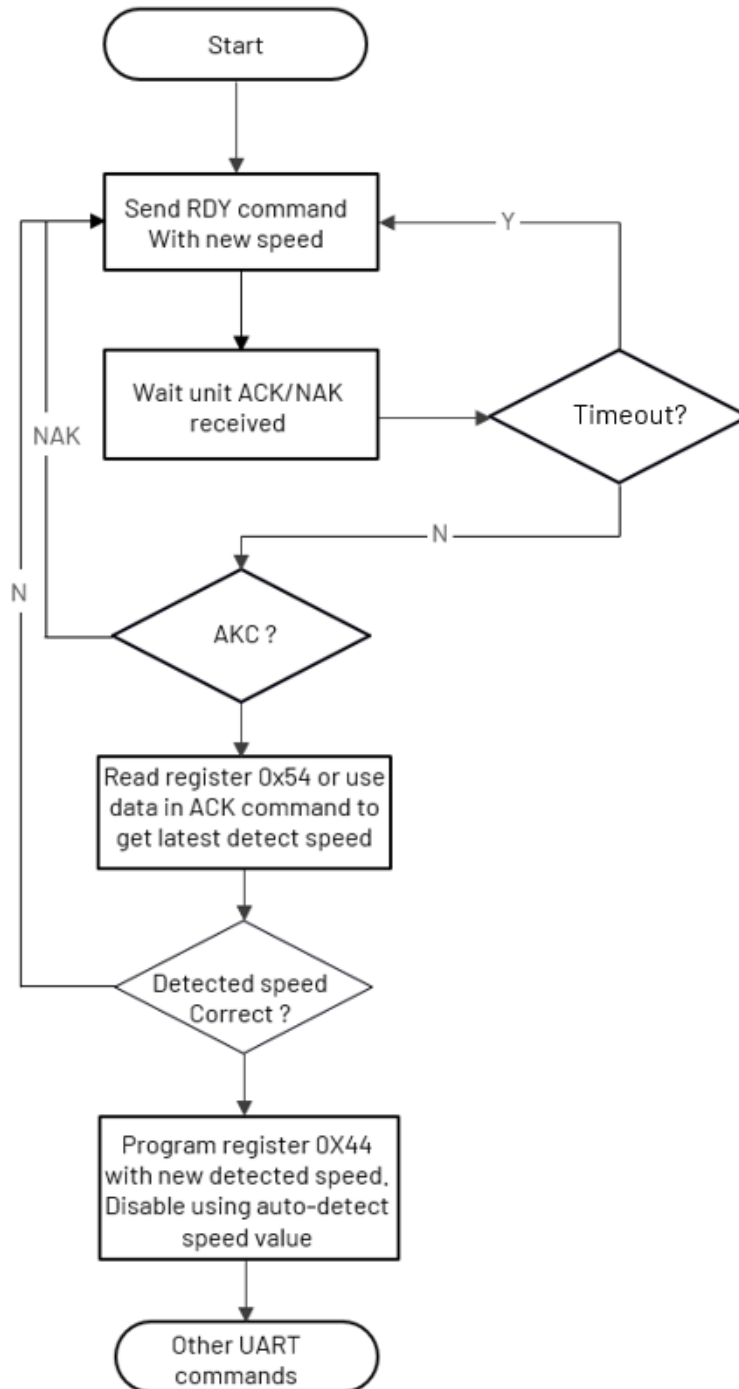 Start
Send RDY command
With new speed
Y
Wait unit ACK/NAK
received
Timeout?
NAK
N
N
AKC ?
Read register 0x54 or use
data in ACK command to
get latest detect speed
Detected speed
Correct ?
Program register 0X44
with new detected speed.
Disable using auto-detect
speed value
Other UART
commands